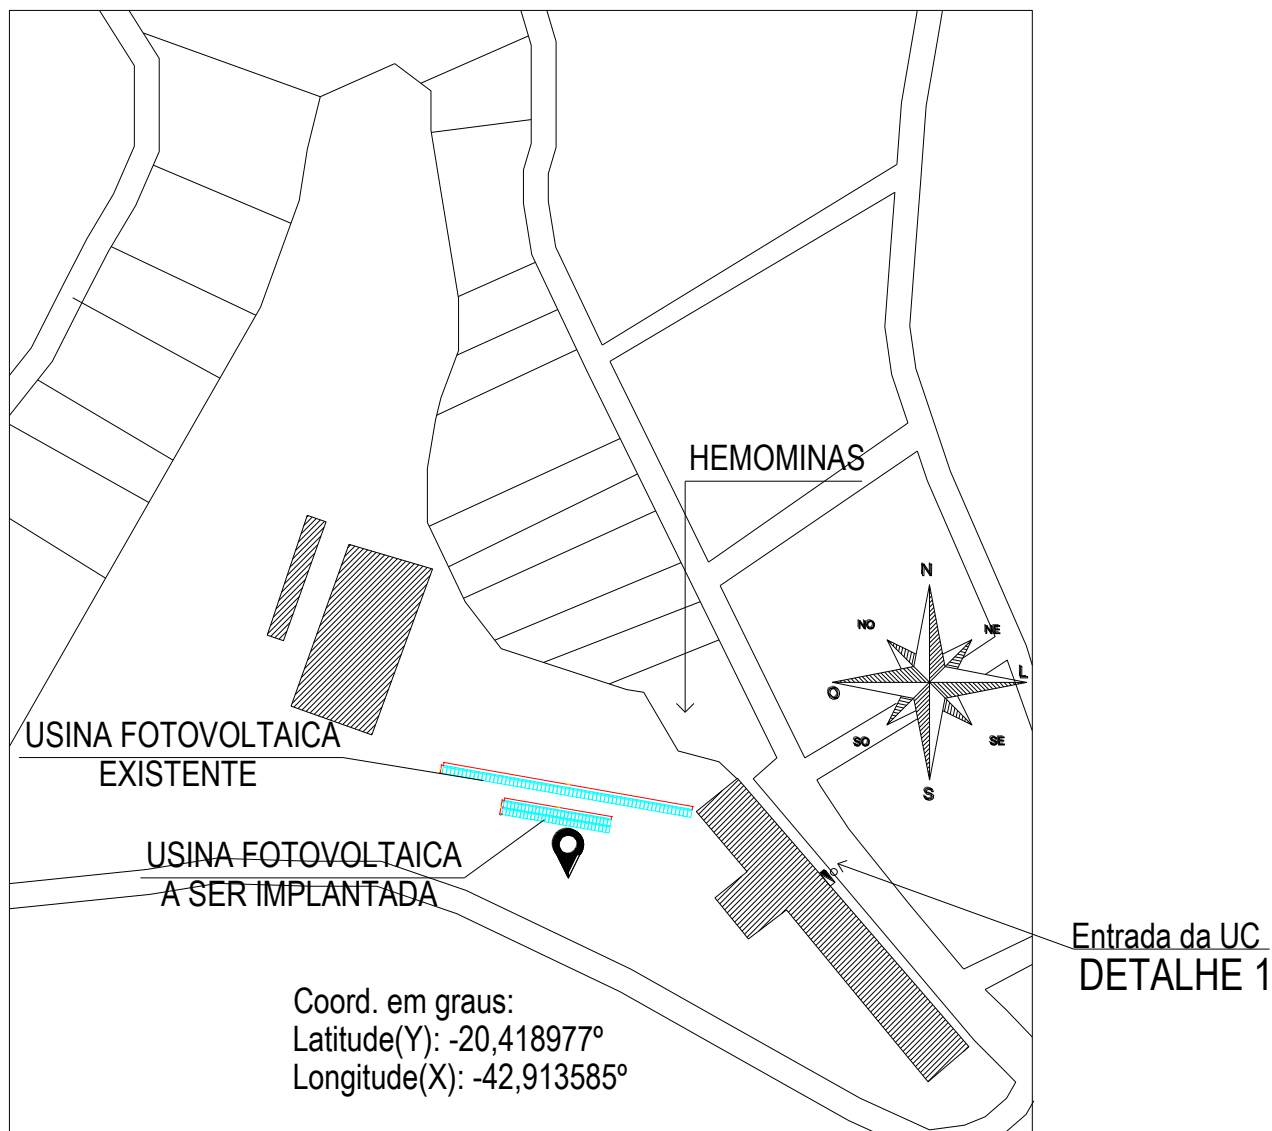 HEMOMINAS
N
NO
NE
O
L
SO
SE
S
USINA FOTOVOLTAICA
EXISTENTE
USINA FOTOVOLTAICA
A SER IMPLANTADA
Entrada da UC
DETALHE 1
Coord. em graus:
Latitude(Y): -20,418977º
Longitude(X): -42,913585º